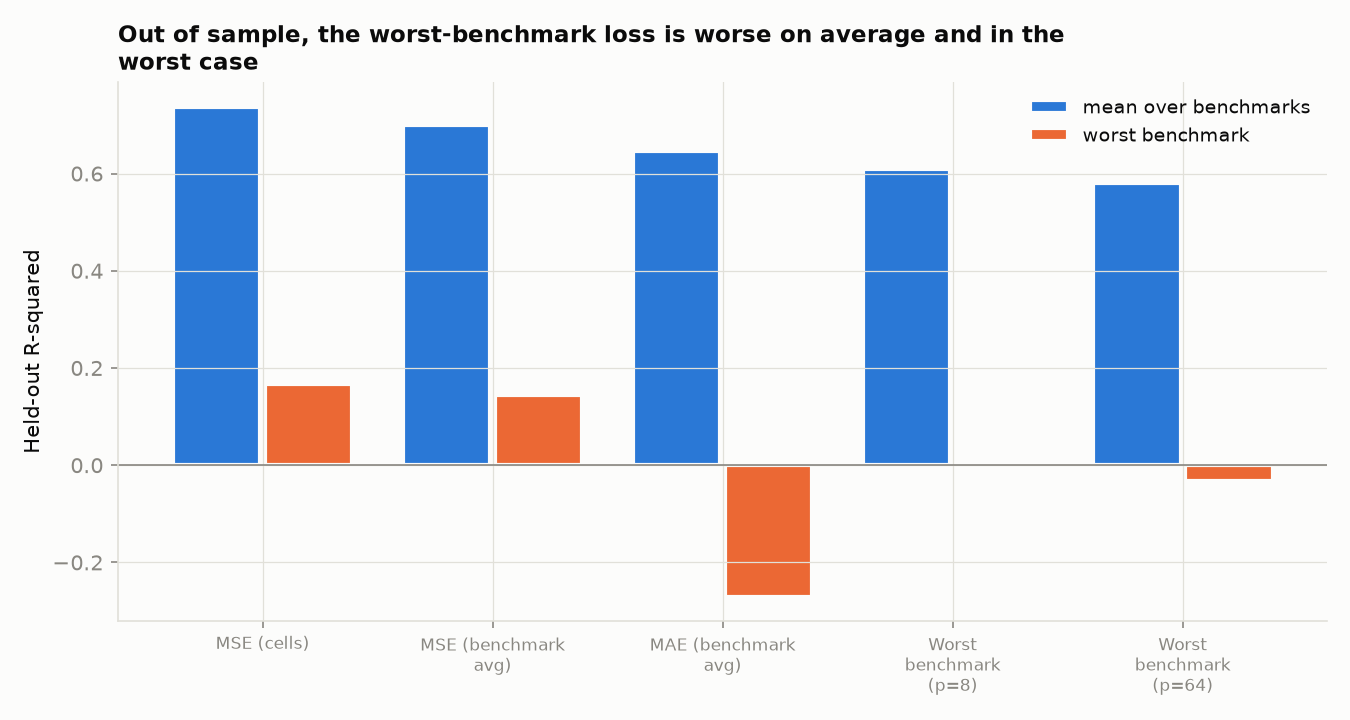 Out of sample, the worst-benchmark loss is worse on average and in the
worst case
mean over benchmarks
worst benchmark
Held-out R-squared
0.6
0.4
0.2
0.0
−0.2
MSE (cells)
MSE (benchmark
avg)
MAE (benchmark
avg)
Worst
benchmark
(p=8)
Worst
benchmark
(p=64)